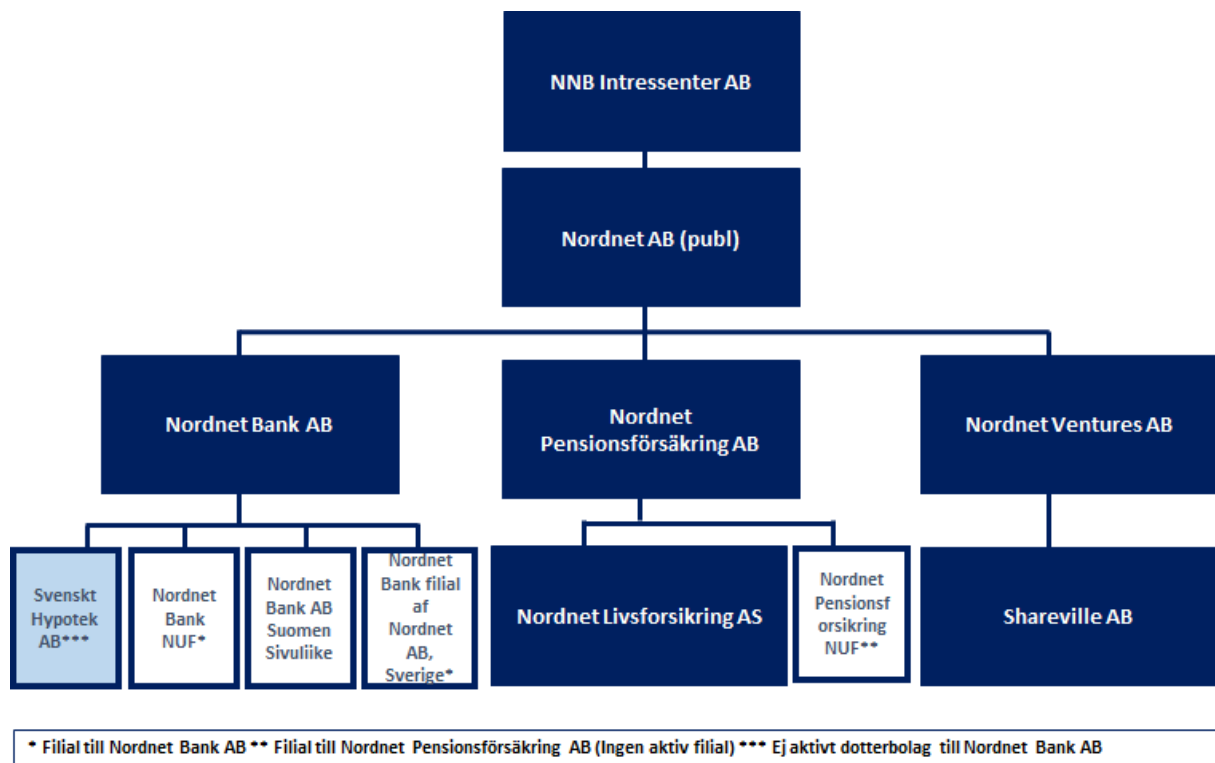 NNB Intressenter AB
Nordnet AB (publ)
Nordnet Bank AB
Nordnet
Pensionsförsäkring AB
Nordnet Ventures AB
Svenskt
Hypotek
AB***
Nordnet
Bank
NUF*
Nordnet
Bank AB
Suomen
Sivuliike
Nordnet
Bank filial
af
Nordnet
AB,
Sverige*
Nordnet Livsforsikring AS
Nordnet
Pensionsf
orsikring
NUF**
Shareville AB
* Filial till Nordnet Bank AB ** Filial till Nordnet Pensionsförsäkring AB (Ingen aktiv filial) *** Ej aktivt dotterbolag till Nordnet Bank AB